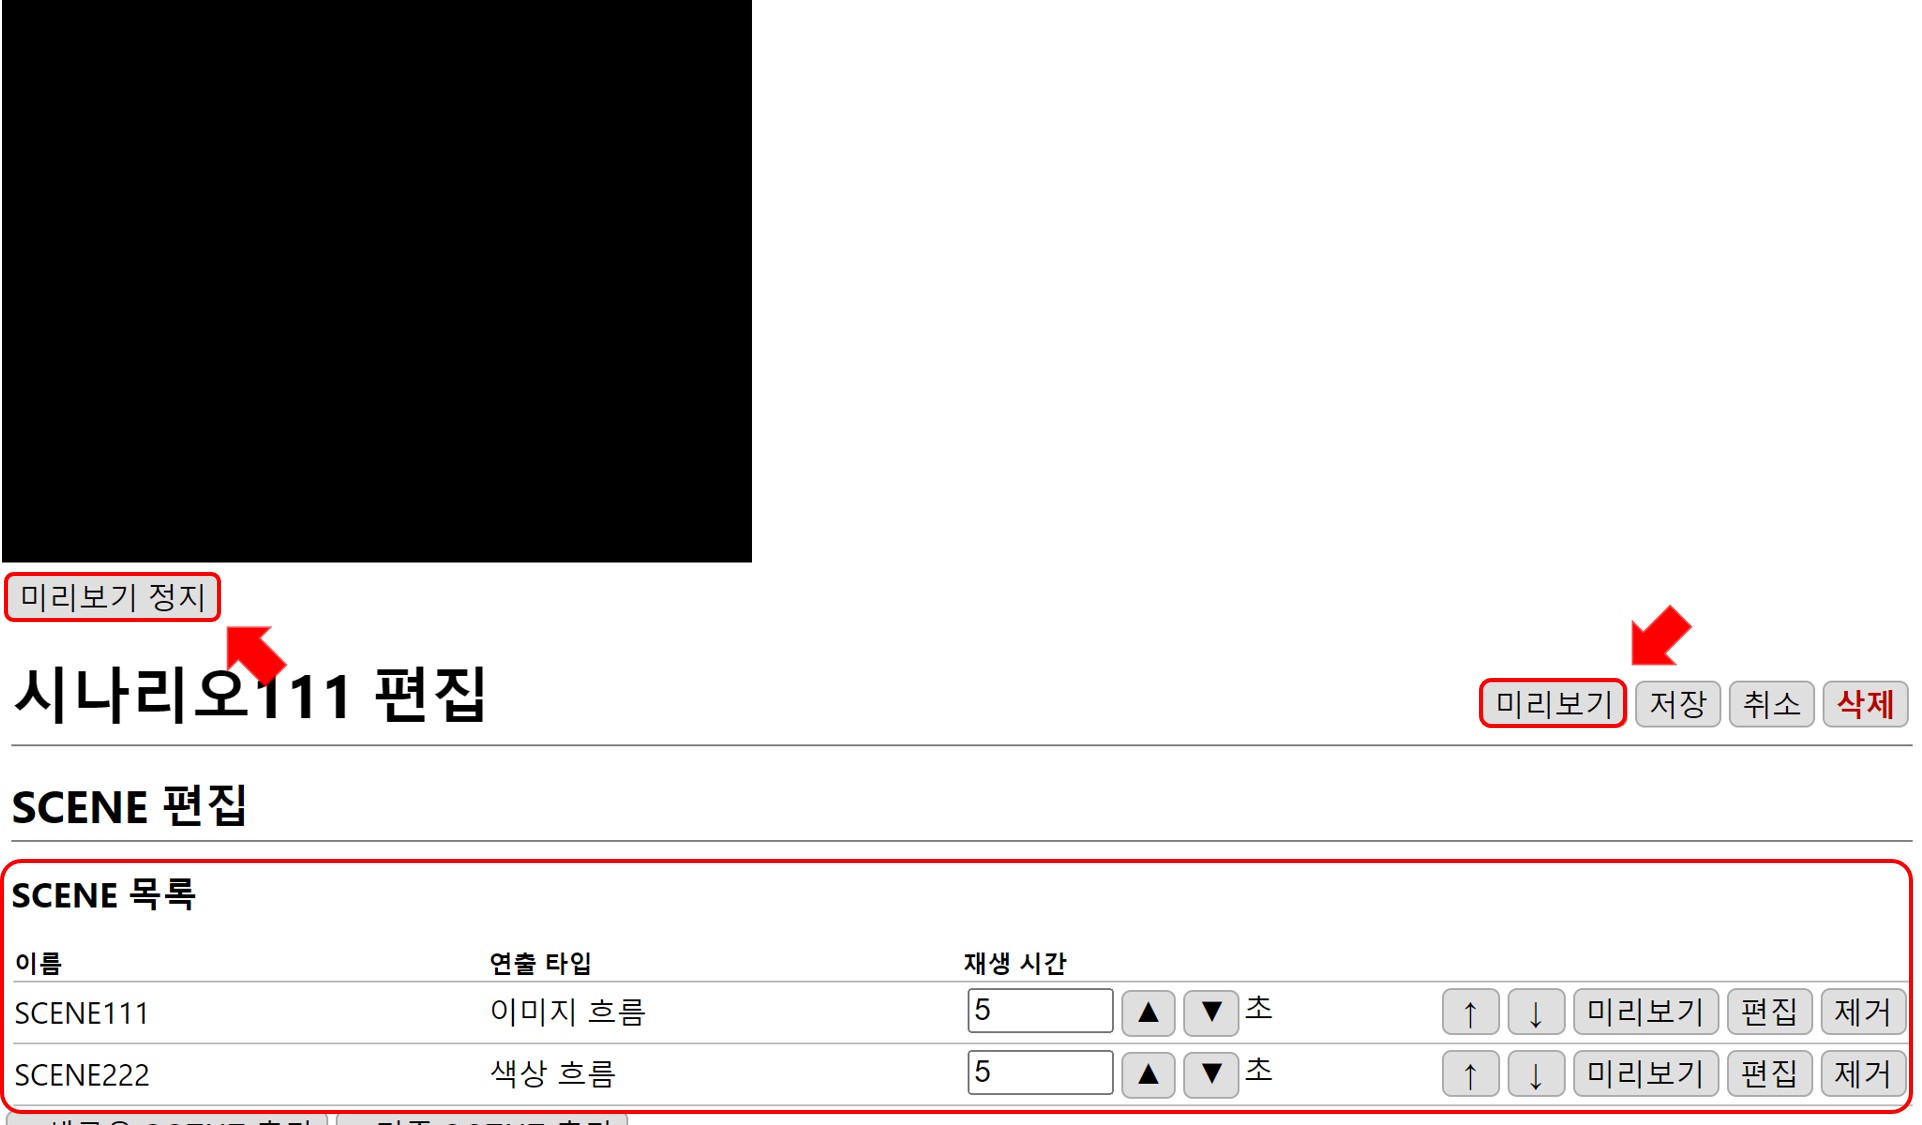 미리보기 정지
시나리오111 편집
미리보기 저장 취소 삭제
SCENE 편집
SCENE 목록
이름 연출 타입 재생 시간
SCENE111 이미지 흐름 5 ▲ ▼ 초 ↑ ↓ 미리보기 편집 제거
SCENE222 색상 흐름 5 ▲ ▼ 초 ↑ ↓ 미리보기 편집 제거